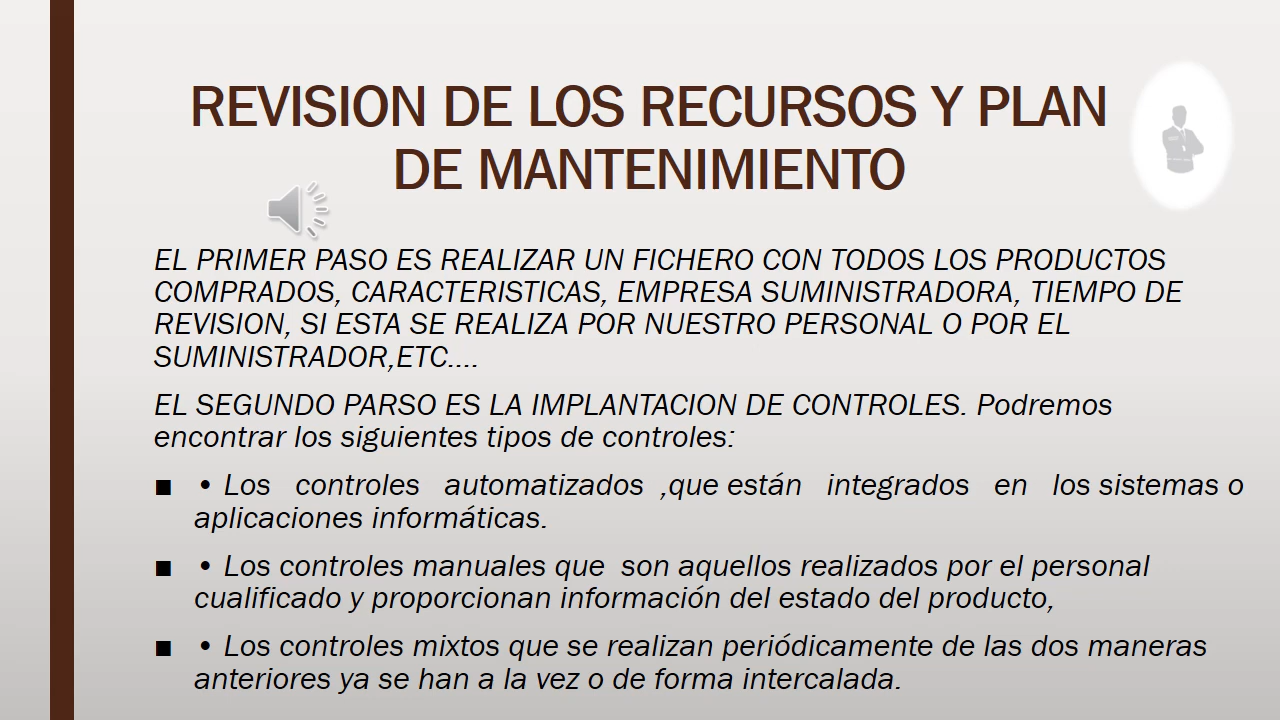 REVISION DE LOS RECURSOS Y PLAN
DE MANTENIMIENTO
EL PRIMER PASO ES REALIZAR UN FICHERO CON TODOS LOS PRODUCTOS
COMPRADOS, CARACTERISTICAS, EMPRESA SUMINISTRADORA, TIEMPO DE
REVISION, SI ESTA SE REALIZA POR NUESTRO PERSONAL O POR EL
SUMINISTRADOR,ETC....
EL SEGUNDO PARSO ES LA IMPLANTACION DE CONTROLES. Podremos
encontrar los siguientes tipos de controles:
■ • Los controles automatizados ,que están integrados en los sistemas o
aplicaciones informáticas.
■ • Los controles manuales que son aquellos realizados por el personal
cualificado y proporcionan información del estado del producto,
■ • Los controles mixtos que se realizan periódicamente de las dos maneras
anteriores ya se han a la vez o de forma intercalada.